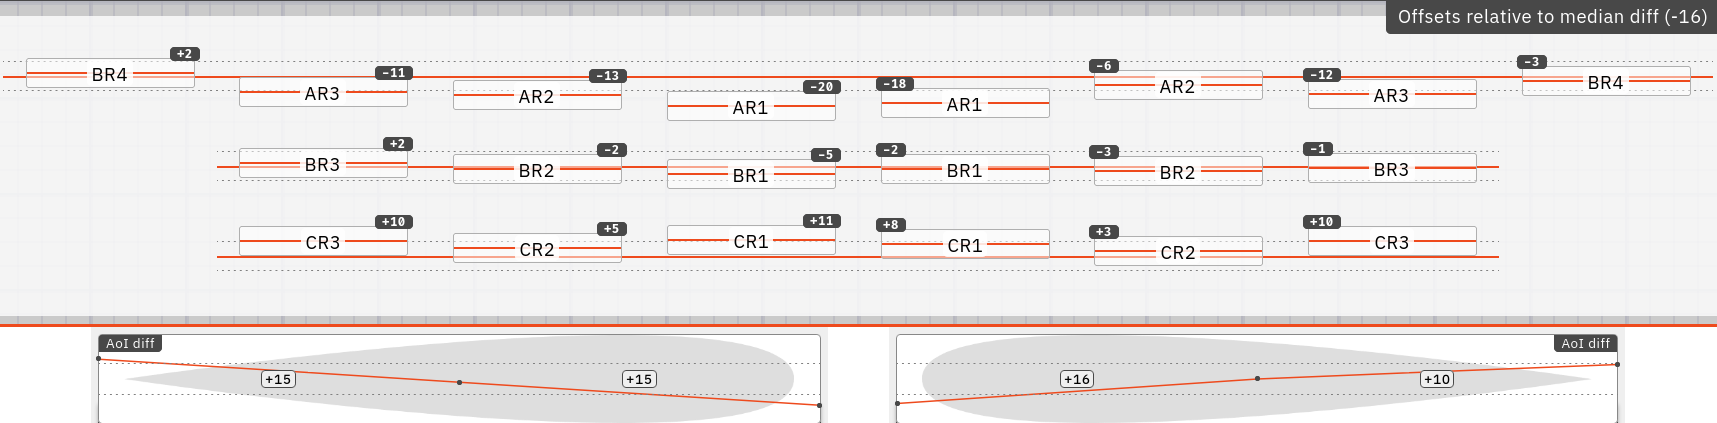 Offsets relative to median diff (-16)
+2 -11 -13 -20 -18 -6 -12 -3
BR4 AR3 AR2 AR1 AR1 AR2 AR3 BR4
+2 -2 -5 -2 -3 -1
BR3 BR2 BR1 BR1 BR2 BR3
+10 +5 +11 +8 +3 +10
CR3 CR2 CR1 CR1 CR2 CR3
AoI diff AoI diff
+15 +15 +16 +10